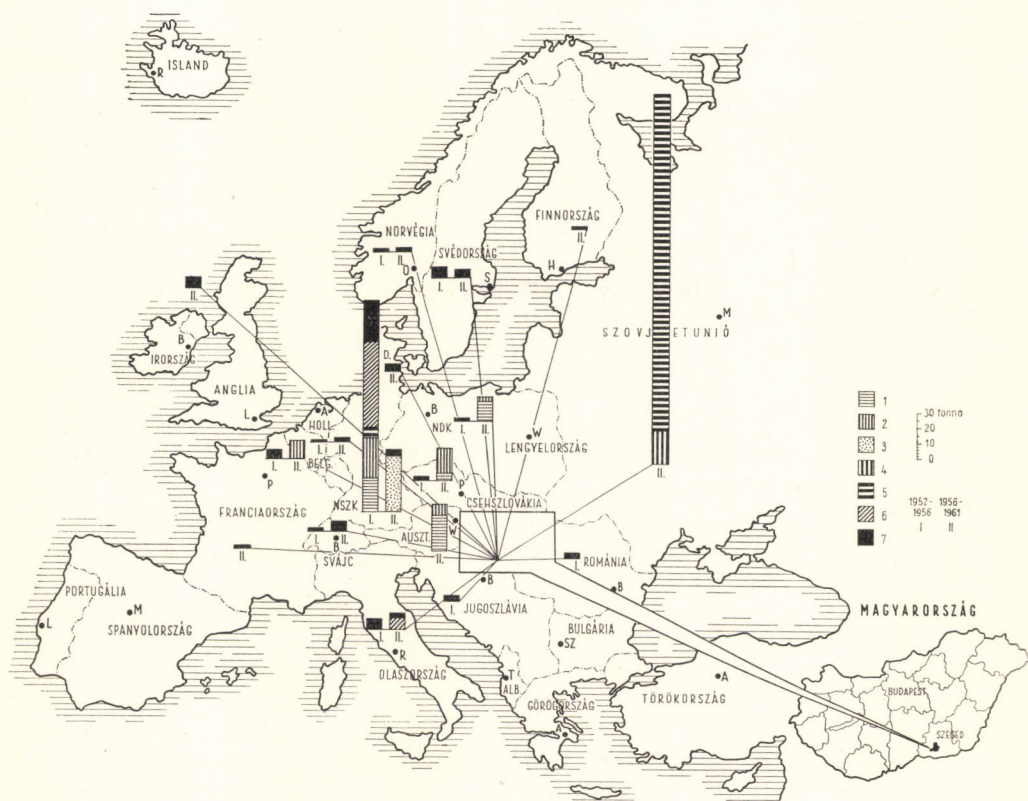 ISLAND
R
FINNORSZÁG
II.
NORVÉGIA
I. II.
O
SVÉDORSZÁG
I. II.
S
H
II.
SZOVJETUNIÓ
M
II.
B
IRORSZÁG
ANGLIA
L
D.
II.
A
HOLL.
B
NDK
I. II.
W
LENGYELORSZÁG
I. II.
BELG.
I. II.
P
I. II.
P
CSEHSZLOVÁKIA
FRANCIAORSZÁG
NSZK
I. II.
W
AUSZT.
II.
I. II.
B
SVÁJC
II.
I.
ROMÁNIA
B
B
I.
JUGOSZLÁVIA
PORTUGÁLIA
M
L
SPANYOLORSZÁG
I. II.
R
OLASZORSZÁG
BULGÁRIA
SZ
T
ALB.
GÖRÖGORSZÁG
A
TÖRÖKORSZÁG
A
1
2
3
4
5
6
7
30 tonna
20
10
0
1952- 1956-
1956 1961
I II
MAGYARORSZÁG
BUDAPEST
SZEGED